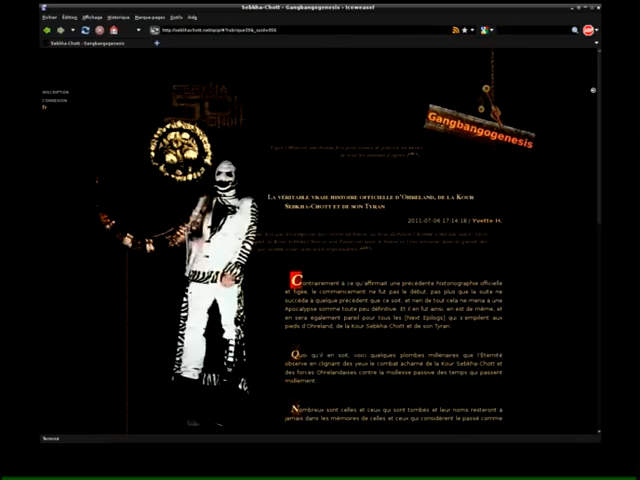 Sebkha-Chott - Gangbangogenesis - Iceweasel
Fichier Édition Affichage Historique Marque-pages Outils Aide
Sebkha-Chott - Gangbangogenesis
INSCRIPTION
CONNEXION
fr
Gangbangogenesis
La véritable vraie histoire officielle d'Ohreland, de la Kour
Sebkha-Chott et de son Tyran
2011-07-06 17:14:18 / Yvette H.
Contrairement à ce qu'affirmait une précédente historiographie officielle
et figée, le commencement ne fut pas le début, pas plus que la suite ne
succéda à quelque précédent que ce soit, et rien de tout cela ne mena à une
Apocalypse somme toute peu définitive. Et il en fut ainsi, en est de même, et
en sera également pareil pour tous les [Next Epilogs] qui s'empilent aux
pieds d'Ohreland, de la Kour Sebkha-Chott et de son Tyran.
Quoi qu'il en soit, voici quelques plombes millénaires que l'Eternité
observe en clignant des yeux le combat acharné de la Kour Sebkha-Chott et
des forces Ohrelandaises contre la mollesse passive des temps qui passent
mollement.
Nombreux sont celles et ceux qui sont tombés et leur noms resteront à
jamais dans les mémoires de celles et ceux qui considèrent le passé comme
Terminé